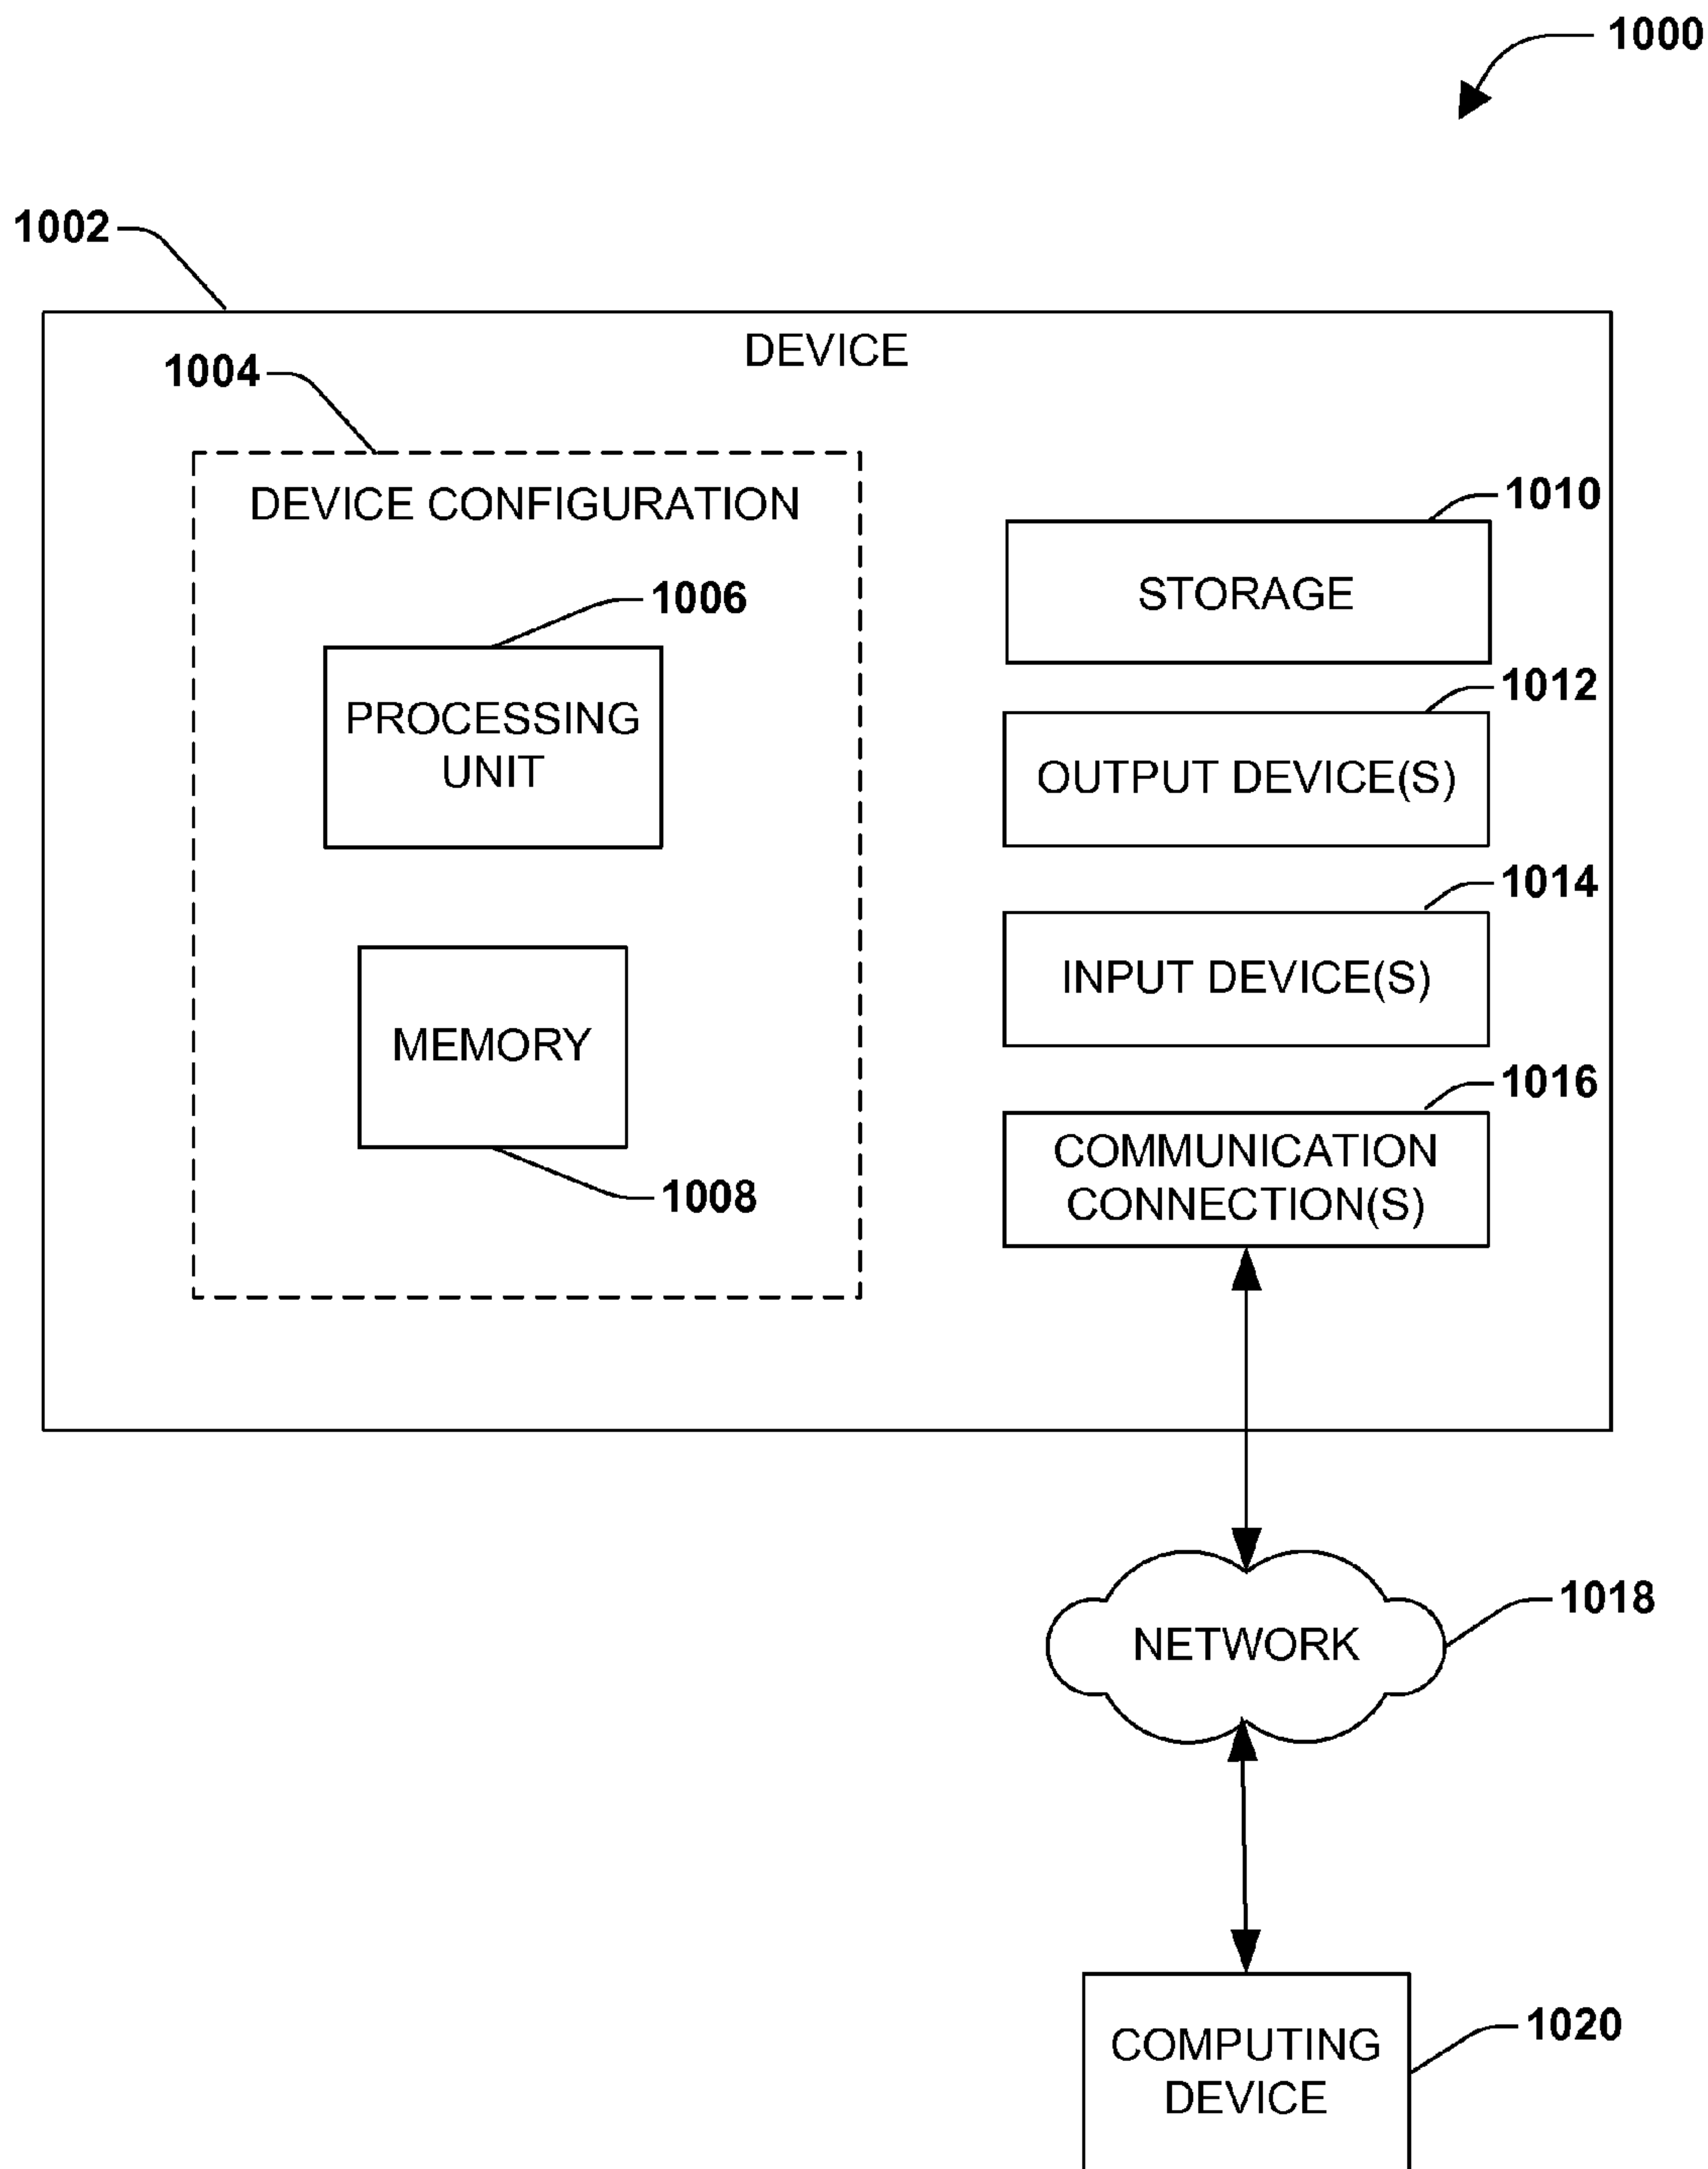 1000
1002
DEVICE
1004
DEVICE CONFIGURATION
1010
STORAGE
1006
PROCESSING
UNIT
1012
OUTPUT DEVICE(S)
1014
INPUT DEVICE(S)
MEMORY
1016
COMMUNICATION
CONNECTION(S)
1008
1018
NETWORK
1020
COMPUTING
DEVICE